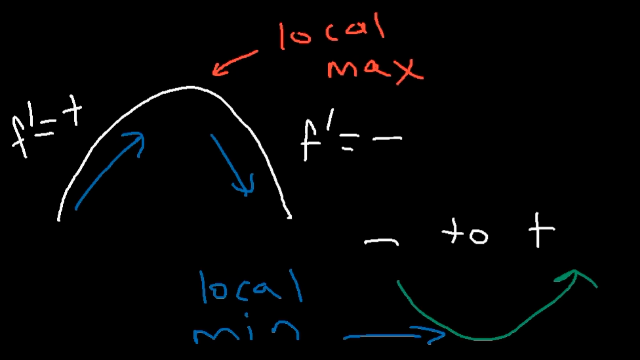 local
max
f' = +
f' = -
- to +
local
min